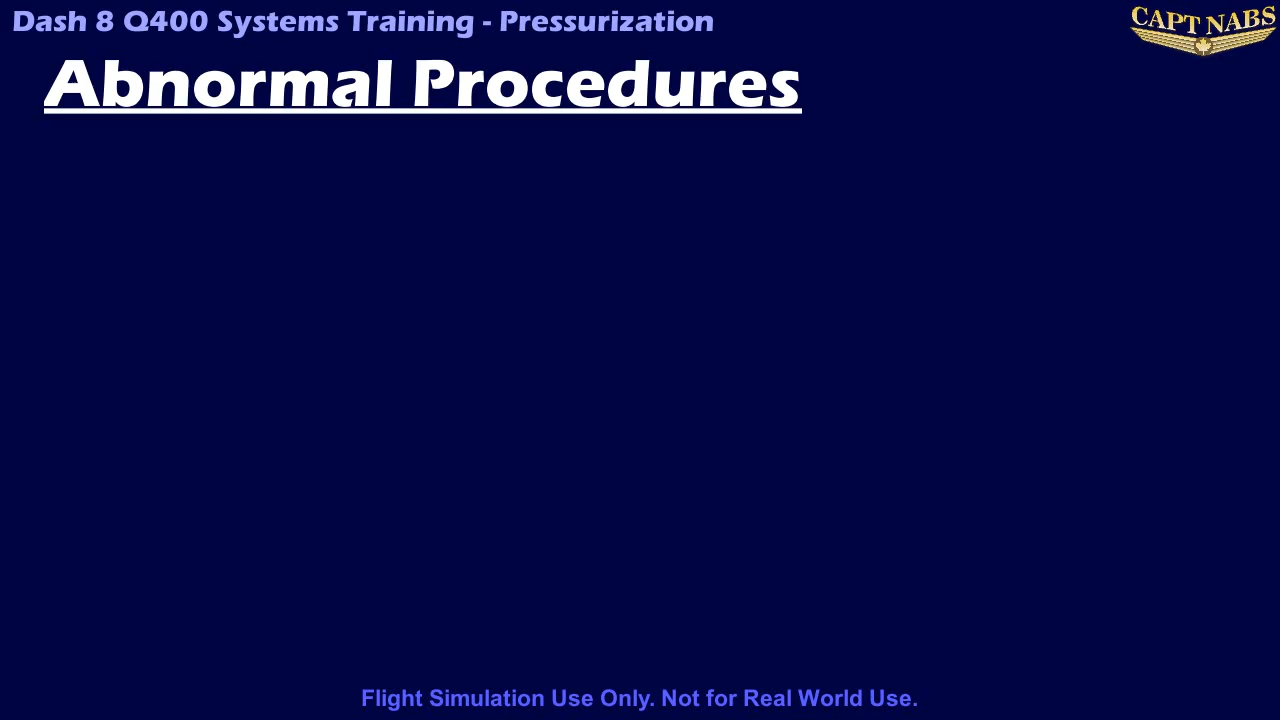 Dash 8 Q400 Systems Training - Pressurization
CAPT NABS
Abnormal Procedures
Flight Simulation Use Only. Not for Real World Use.